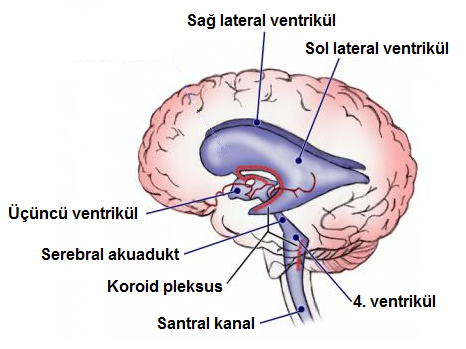 Sağ lateral ventrikül
Sol lateral ventrikül
Üçüncü ventrikül
Serebral akuadukt
Koroid pleksus
4. ventrikül
Santral kanal